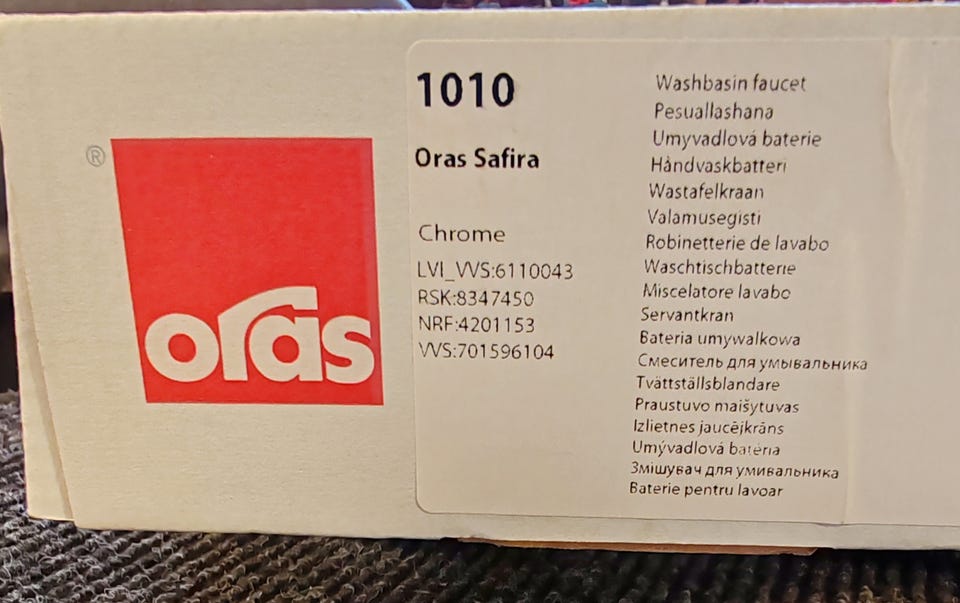 ®
oras
1010
Oras Safira
Chrome
LVI_VVS:6110043
RSK:8347450
NRF:4201153
VVS:701596104
Washbasin faucet
Pesuallashana
Umyvadlová baterie
Håndvaskbatteri
Wastafelkraan
Valamusegisti
Robinetterie de lavabo
Waschtischbatterie
Miscelatore lavabo
Servantkran
Bateria umywalkowa
Смеситель для умывальника
Tvättställsblandare
Praustuvo maišytuvas
Izlietnes jaucējkrāns
Umývadlová batéria
Змішувач для умивальника
Baterie pentru lavoar